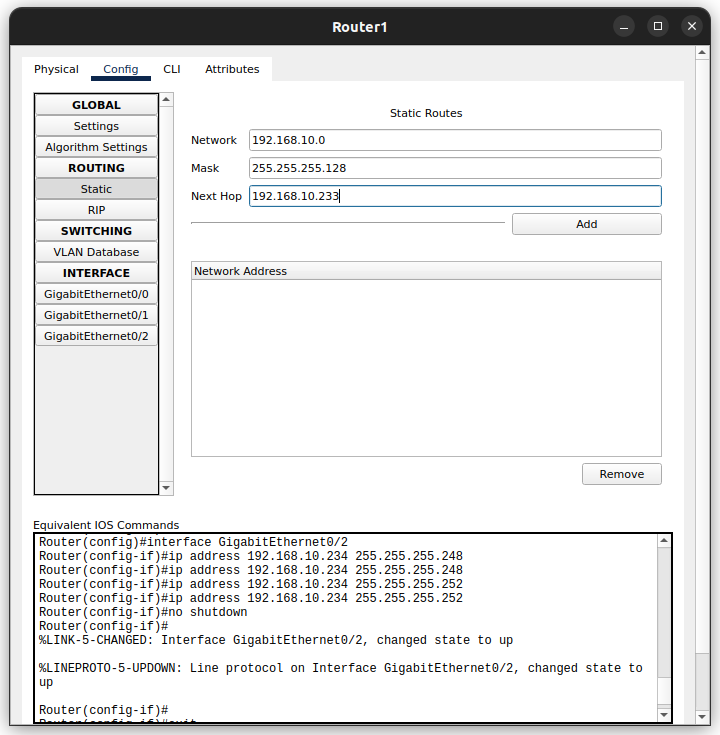 Router1
Physical
Config
CLI
Attributes
GLOBAL
Settings
Algorithm Settings
ROUTING
Static
RIP
SWITCHING
VLAN Database
INTERFACE
GigabitEthernet0/0
GigabitEthernet0/1
GigabitEthernet0/2
Static Routes
Network 192.168.10.0
Mask 255.255.255.128
Next Hop 192.168.10.233
Add
Network Address
Remove
Equivalent IOS Commands
Router(config)#interface GigabitEthernet0/2
Router(config-if)#ip address 192.168.10.234 255.255.255.248
Router(config-if)#ip address 192.168.10.234 255.255.255.248
Router(config-if)#ip address 192.168.10.234 255.255.255.252
Router(config-if)#ip address 192.168.10.234 255.255.255.252
Router(config-if)#no shutdown
Router(config-if)#
%LINK-5-CHANGED: Interface GigabitEthernet0/2, changed state to up
%LINEPROTO-5-UPDOWN: Line protocol on Interface GigabitEthernet0/2, changed state to
up
Router(config-if)#
Router(config-if)#exit